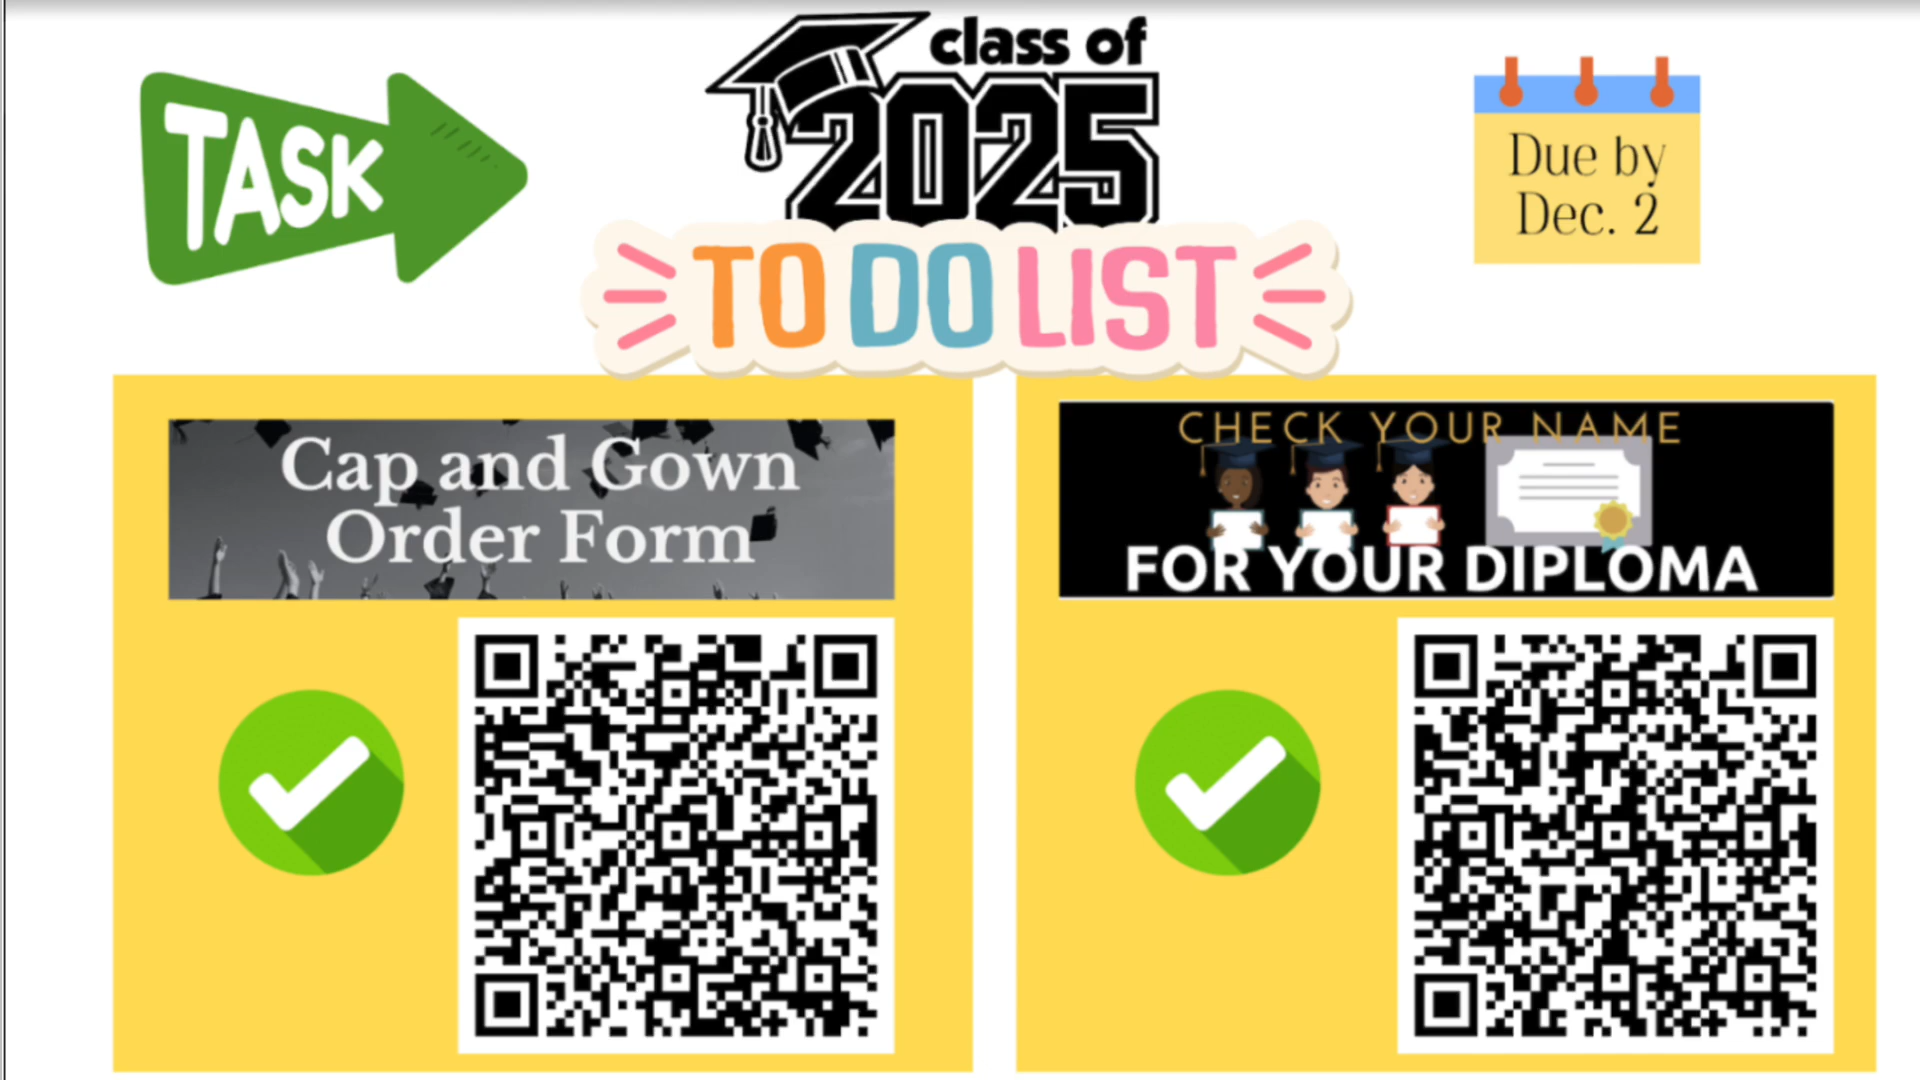 TASK
class of
2025
TO DO LIST
Due by
Dec. 2
Cap and Gown
Order Form
CHECK YOUR NAME
FOR YOUR DIPLOMA